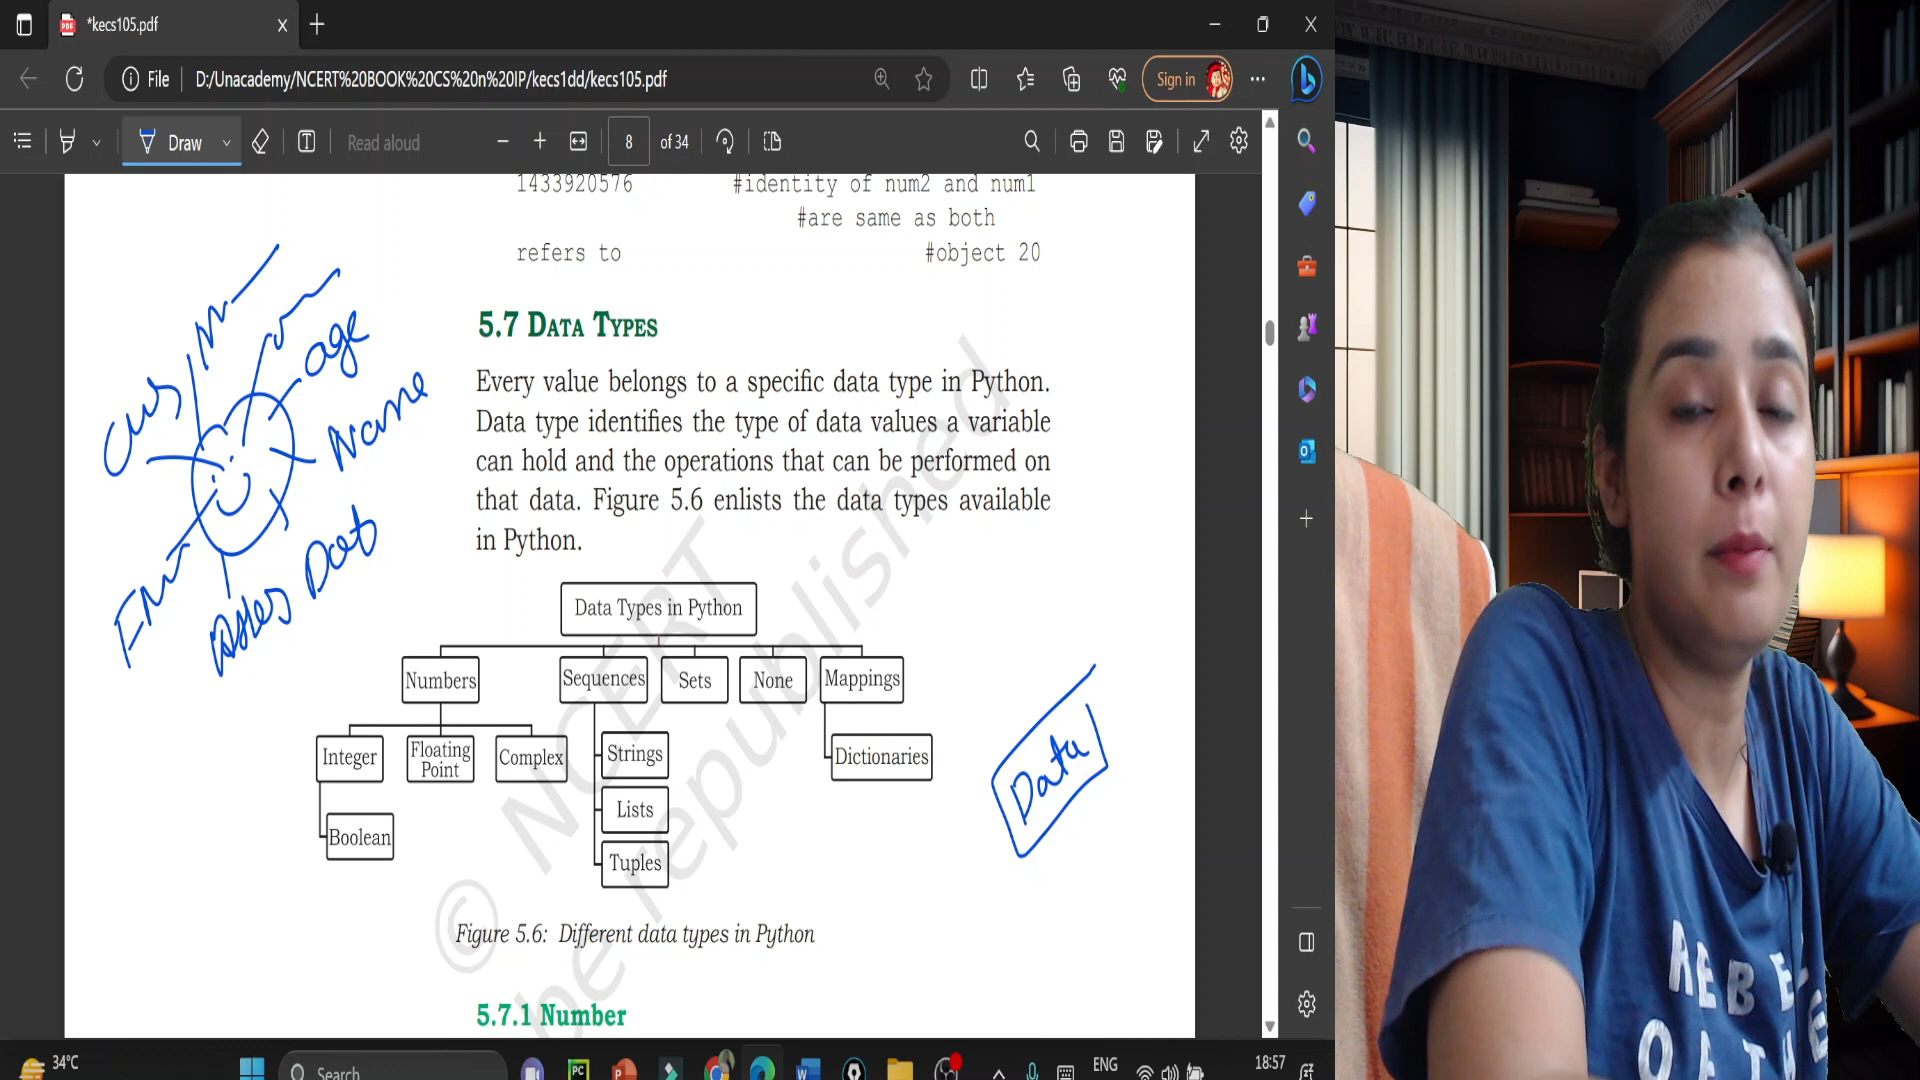 *kecs105.pdf
File
D:/Unacademy/NCERT%20BOOK%20CS%20n%20IP/kecs1dd/kecs105.pdf
Sign in
Draw
Read aloud
8 of 34
1433920576 #identity of num2 and num1
#are same as both
refers to #object 20
5.7 DATA TYPES
Every value belongs to a specific data type in Python.
Data type identifies the type of data values a variable
can hold and the operations that can be performed on
that data. Figure 5.6 enlists the data types available
in Python.
age
Name
Data Types in Python
Numbers
Sequences
Sets
None
Mappings
Integer
Floating
Point
Complex
Strings
Dictionaries
Lists
Boolean
Tuples
Data
Figure 5.6: Different data types in Python
5.7.1 Number
© NCERT
be republished
REBE
OF TH
34°C
Search
ENG
18:57